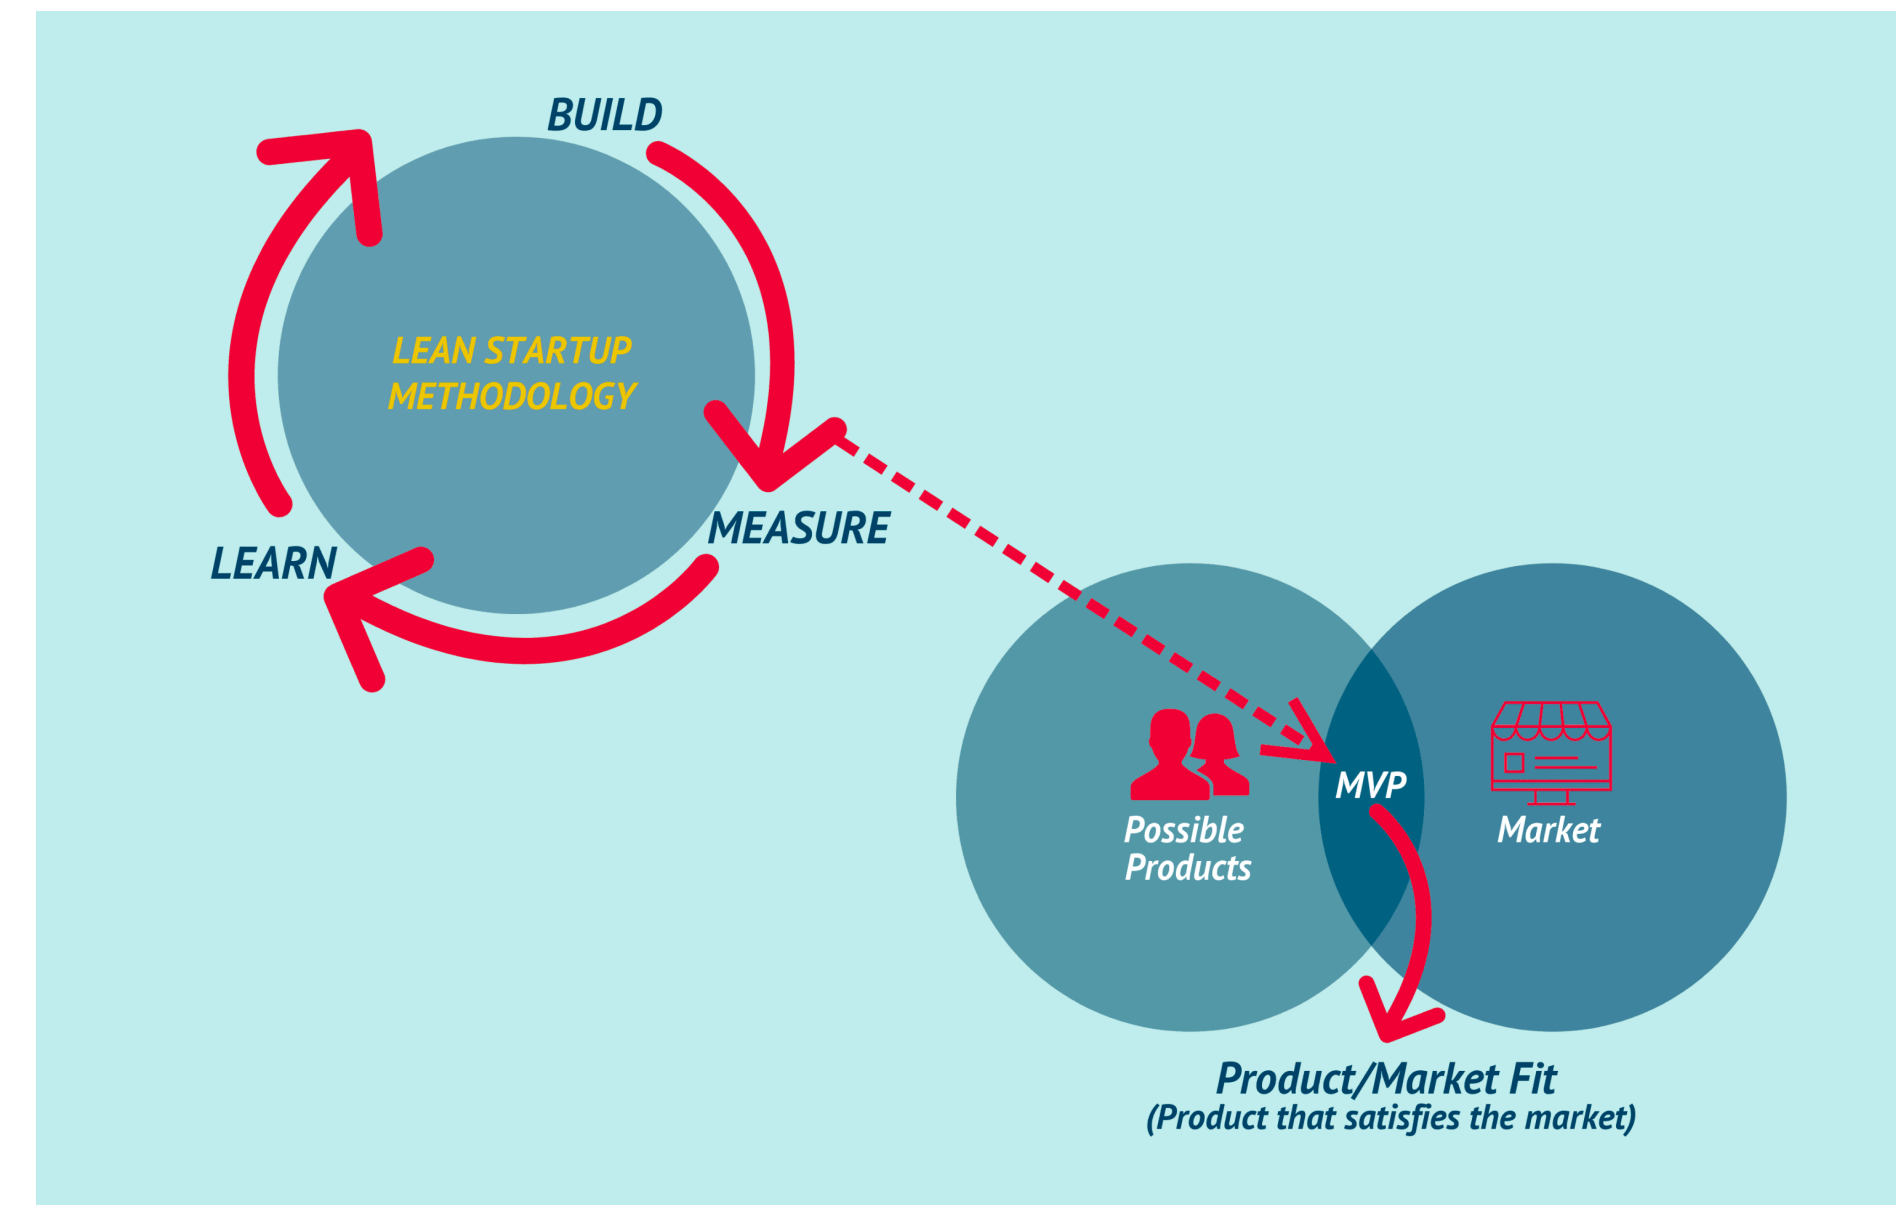 BUILD
LEAN STARTUP
METHODOLOGY
MEASURE
LEARN
MVP
Possible
Products
Market
Product/Market Fit
(Product that satisfies the market)